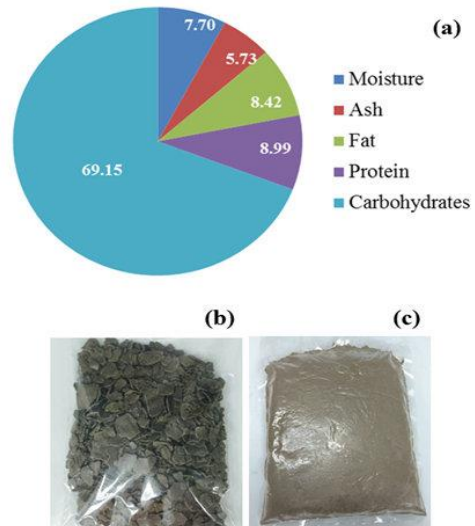 (a)
7.70
5.73
8.42
8.99
69.15
Moisture
Ash
Fat
Protein
Carbohydrates
(b)
(c)